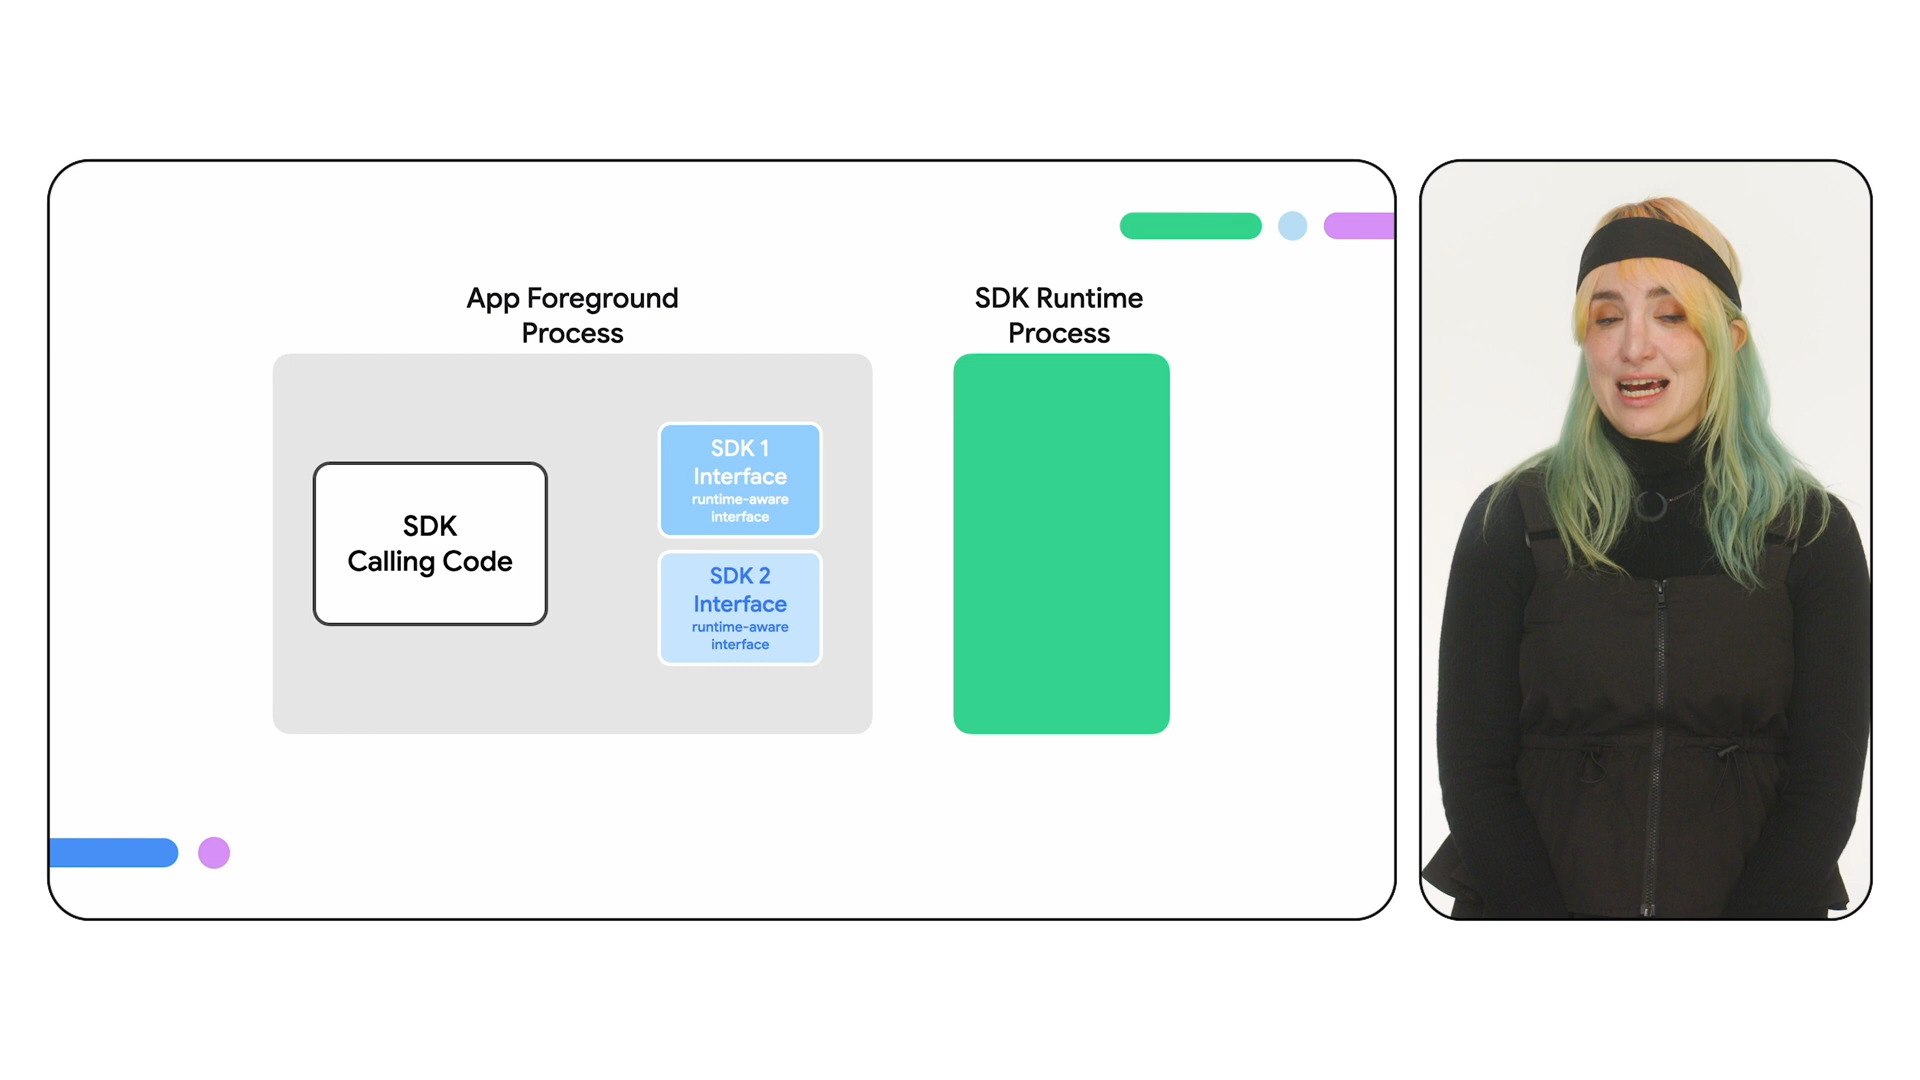 App Foreground
Process
SDK Runtime
Process
SDK
Calling Code
SDK 1
Interface
runtime-aware
interface
SDK 2
Interface
runtime-aware
interface